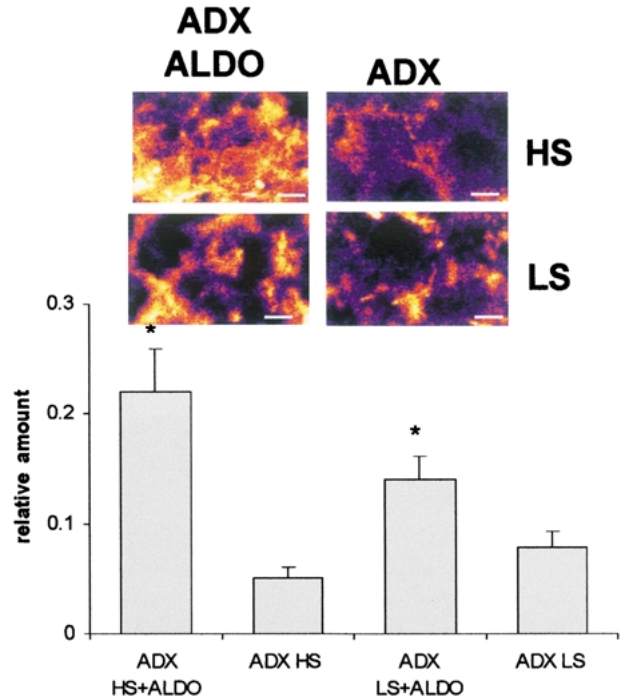 ADX
ALDO
ADX
HS
LS
0.3
0.2
0.1
0
relative amount
*
*
ADX
HS+ALDO
ADX HS
ADX
LS+ALDO
ADX LS